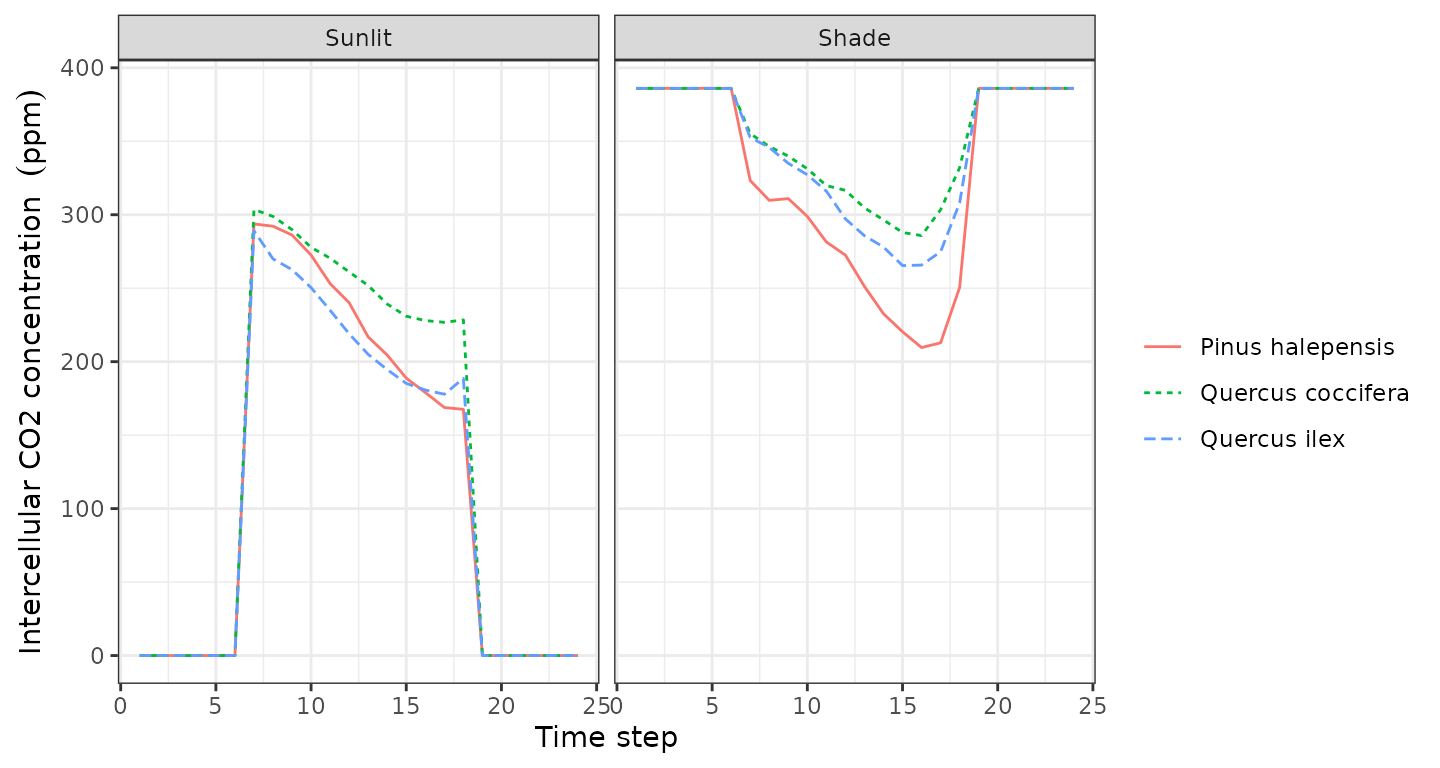 Sunlit
Shade
Intercellular CO2 concentration (ppm)
400
300
200
100
0
0 5 10 15 20 25
0 5 10 15 20 25
Time step
Pinus halepensis
Quercus coccifera
Quercus ilex